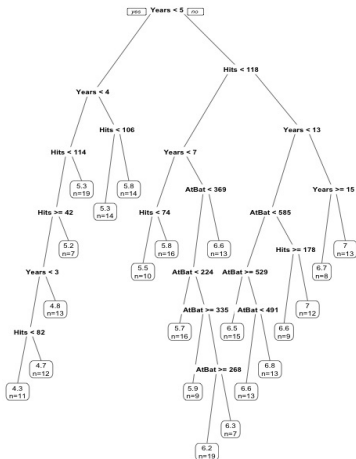 yes Years < 5 no
Hits < 118
Years < 4
Hits < 106
Years < 13
Hits < 114
Years < 7
5.3
n=19
5.3
n=14
5.8
n=14
AtBat < 369
AtBat < 585
Years >= 15
Hits >= 42
Hits < 74
5.2
n=7
5.5
n=10
5.8
n=16
6.6
n=13
Hits >= 178
6.7
n=8
7
n=13
Years < 3
AtBat < 224
AtBat >= 529
4.8
n=13
5.7
n=16
AtBat >= 335
6.5
n=15
AtBat < 491
6.6
n=9
7
n=12
Hits < 82
4.3
n=11
4.7
n=12
5.9
n=9
AtBat >= 268
6.6
n=13
6.8
n=13
6.2
n=19
6.3
n=7